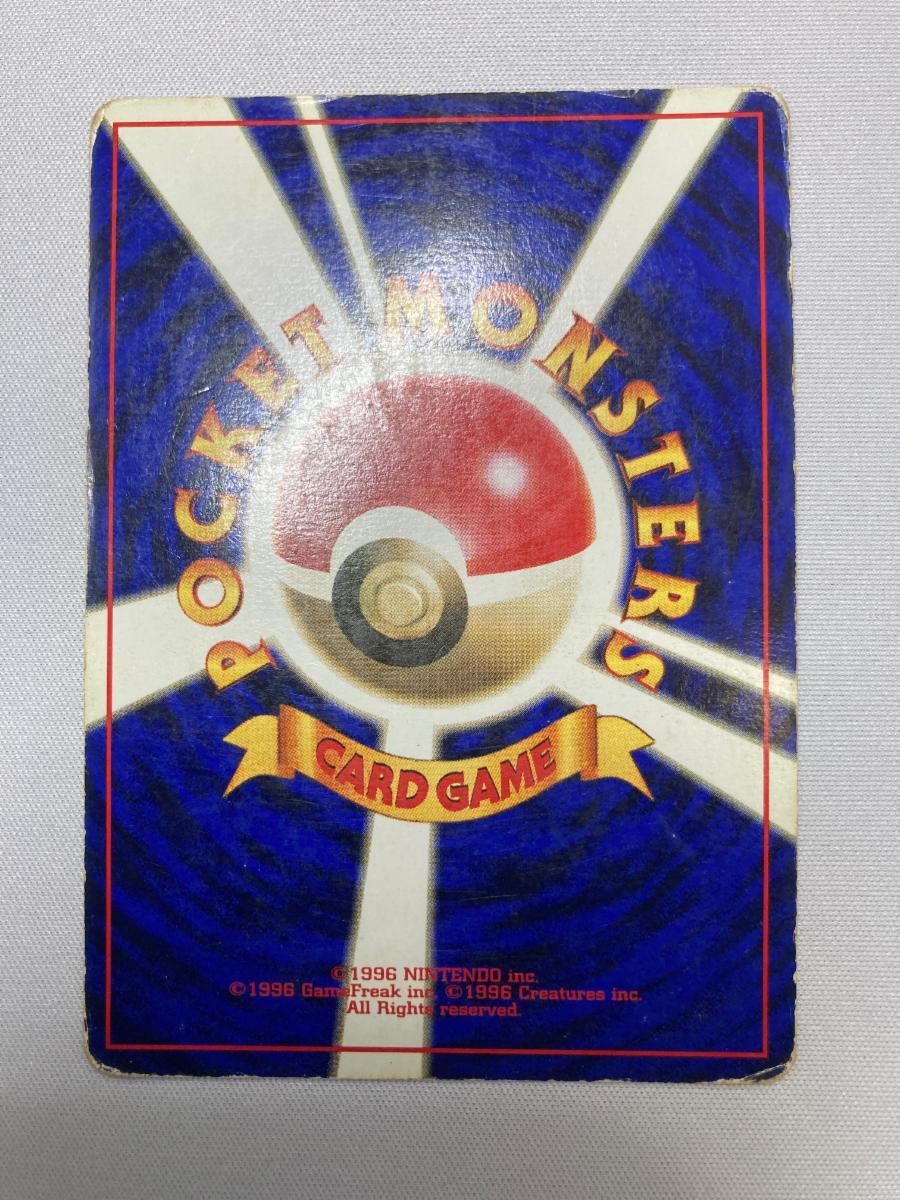 POCKET MONSTERS
CARD GAME
©1996 NINTENDO inc.
©1996 GameFreak inc. ©1996 Creatures inc.
All Rights reserved.